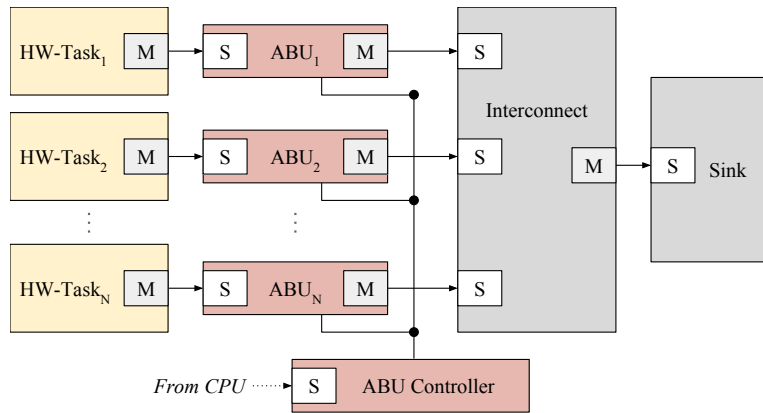 HW-Task1 M S ABU1 M S
Interconnect
HW-Task2 M S ABU2 M S M S Sink
HW-TaskN M S ABUN M S
From CPU S ABU Controller